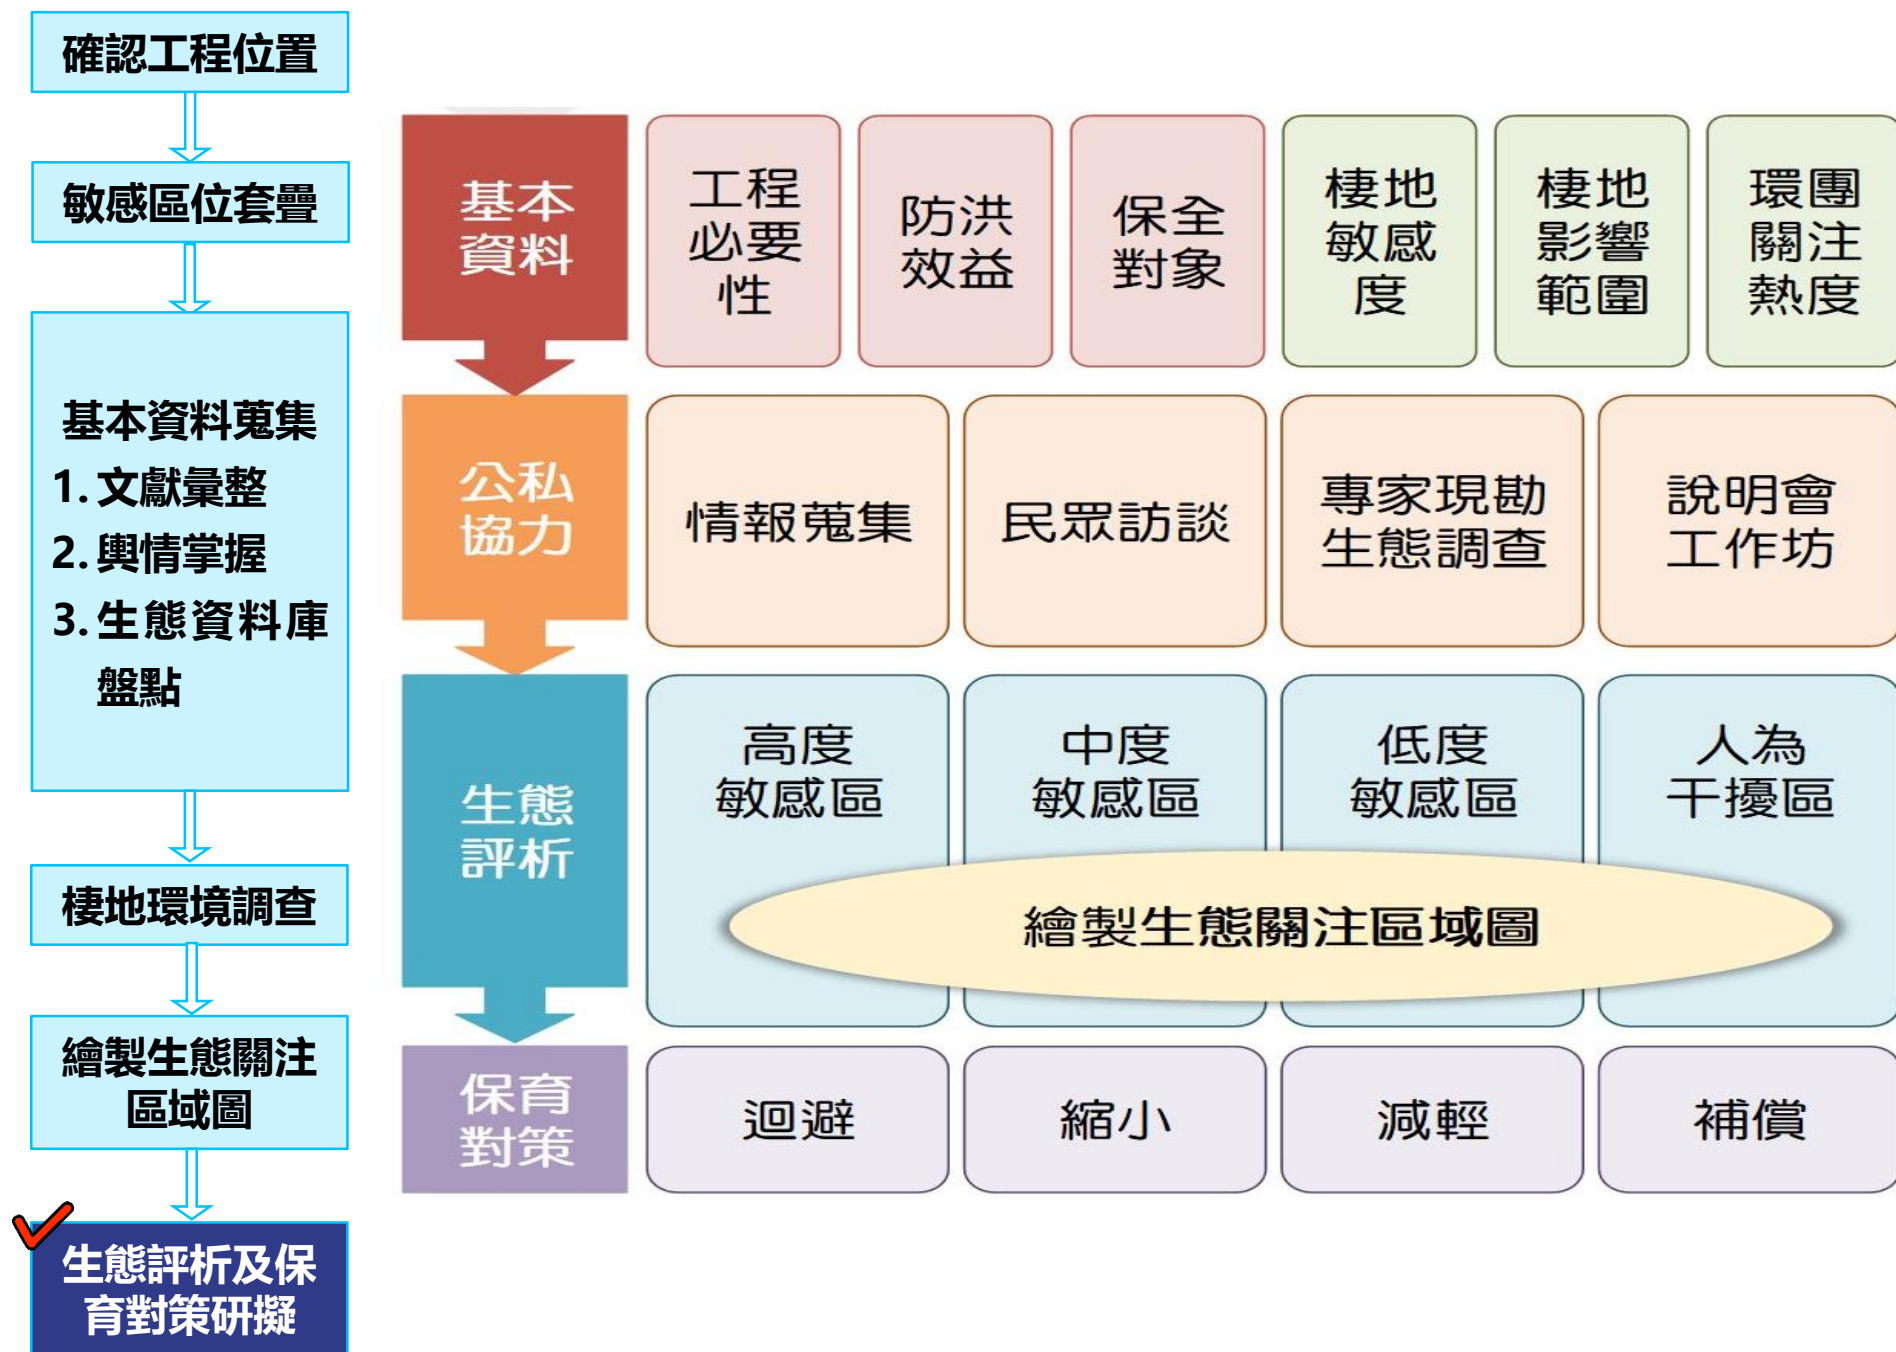 確認工程位置
敏感區位套疊
基本資料蒐集
1. 文獻彙整
2. 輿情掌握
3. 生態資料庫
盤點
棲地環境調查
繪製生態關注
區域圖
生態評析及保
育對策研擬
基本
資料
工程
必要
性
防洪
效益
保全
對象
棲地
敏感
度
棲地
影響
範圍
環團
關注
熱度
公私
協力
情報蒐集
民眾訪談
專家現勘
生態調查
說明會
工作坊
生態
評析
高度
敏感區
中度
敏感區
低度
敏感區
人為
干擾區
繪製生態關注區域圖
保育
對策
迴避
縮小
減輕
補償